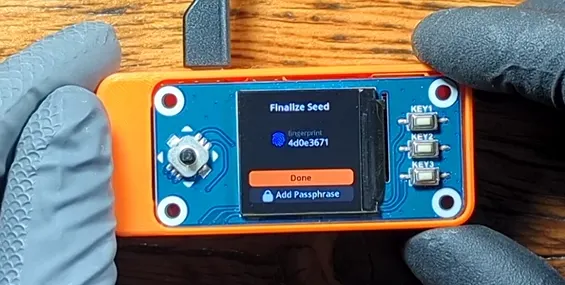 Finalize Seed
fingerprint
4d0e3671
Done
Add Passphrase
KEY1
KEY2
KEY3